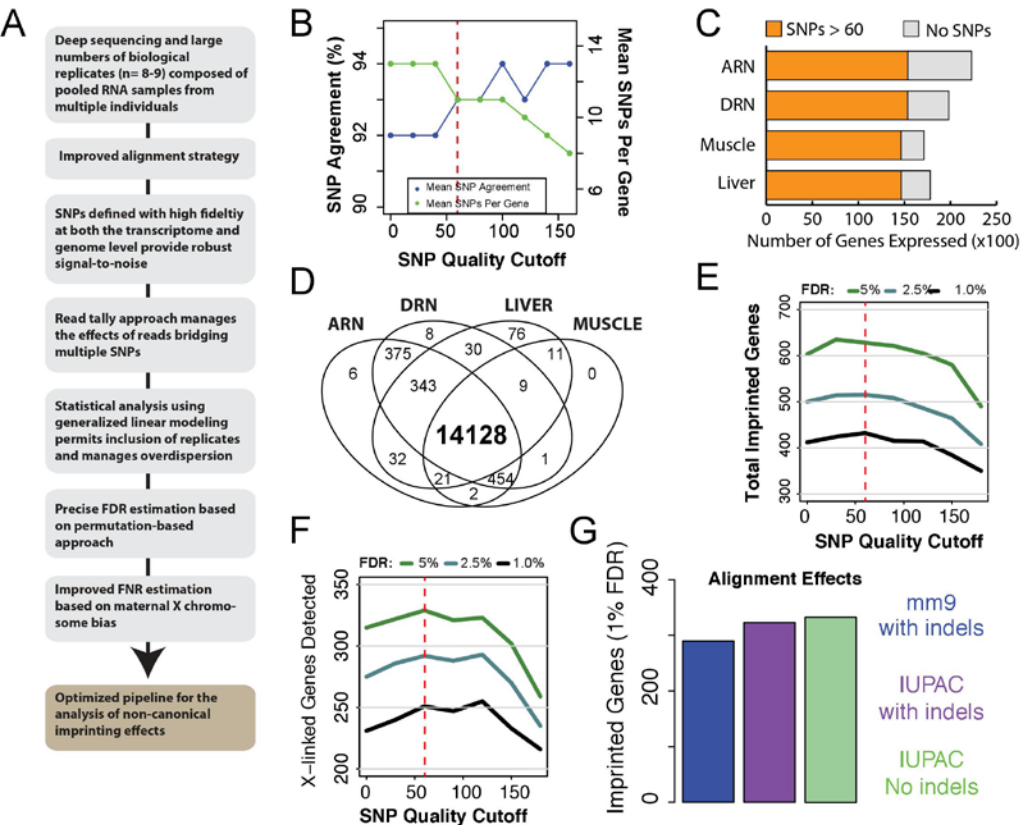 A
Deep sequencing and large
numbers of biological
replicates (n= 8-9) composed of
pooled RNA samples from
multiple individuals
Improved alignment strategy
SNPs defined with high fideltiy
at both the transcriptome and
genome level provide robust
signal-to-noise
Read tally approach manages
the effects of reads bridging
multiple SNPs
Statistical analysis using
generalized linear modeling
permits inclusion of replicates
and manages overdispersion
Precise FDR estimation based
on permutation-based
approach
Improved FNR estimation
based on maternal X chromo-
some bias
Optimized pipeline for the
analysis of non-canonical
imprinting effects
B
SNP Agreement (%)
94
92
90
14
10
6
Mean SNPs Per Gene
Mean SNP Agreement
Mean SNPs Per Gene
0 50 100 150
SNP Quality Cutoff
C
SNPs > 60 No SNPs
ARN
DRN
Muscle
Liver
0 50 100 150 200 250
Number of Genes Expressed (x100)
D
ARN DRN LIVER MUSCLE
6 375 8 30 76 11 0
343 9
14128
32 21 2 454 1
E
FDR: 5% 2.5% 1.0%
Total Imprinted Genes
700
600
500
400
300
0 50 100 150
SNP Quality Cutoff
F
FDR: 5% 2.5% 1.0%
X-linked Genes Detected
350
300
250
200
0 50 100 150
SNP Quality Cutoff
G
Alignment Effects
Imprinted Genes (1% FDR)
400
200
0
mm9
with indels
IUPAC
with indels
IUPAC
No indels